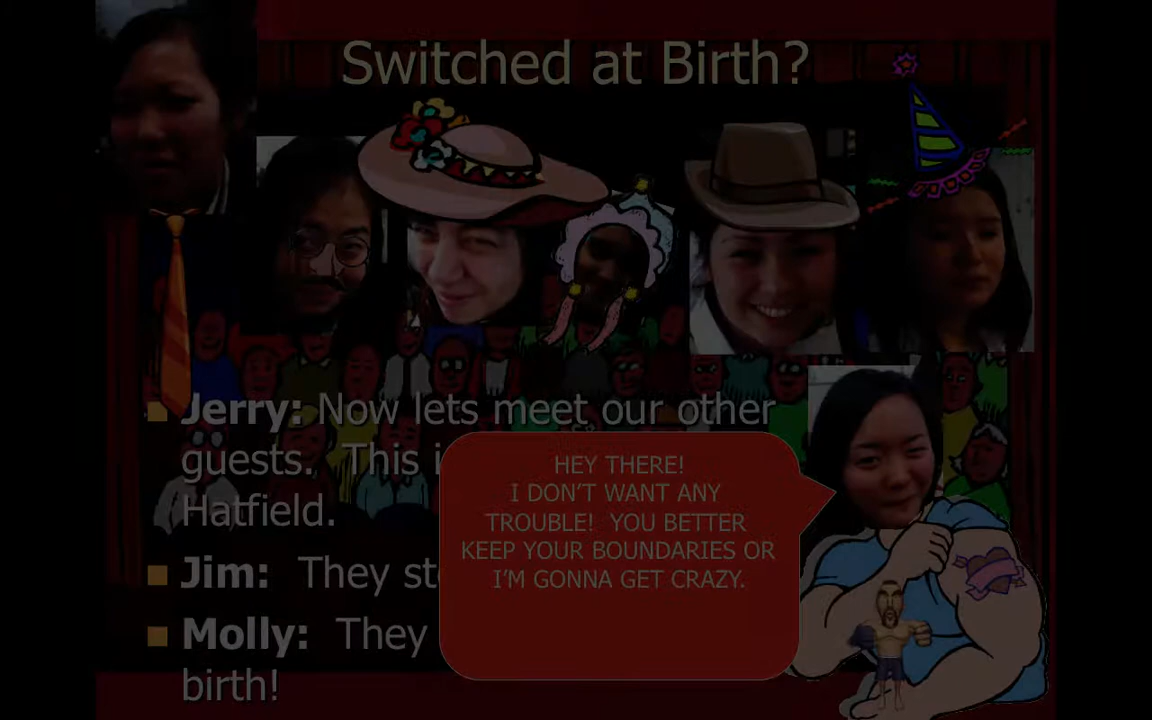 Switched at Birth?
Jerry: Now lets meet our other
guests. This i
Hatfield.
Jim: They st
Molly: They
birth!
HEY THERE!
I DON'T WANT ANY
TROUBLE! YOU BETTER
KEEP YOUR BOUNDARIES OR
I'M GONNA GET CRAZY.